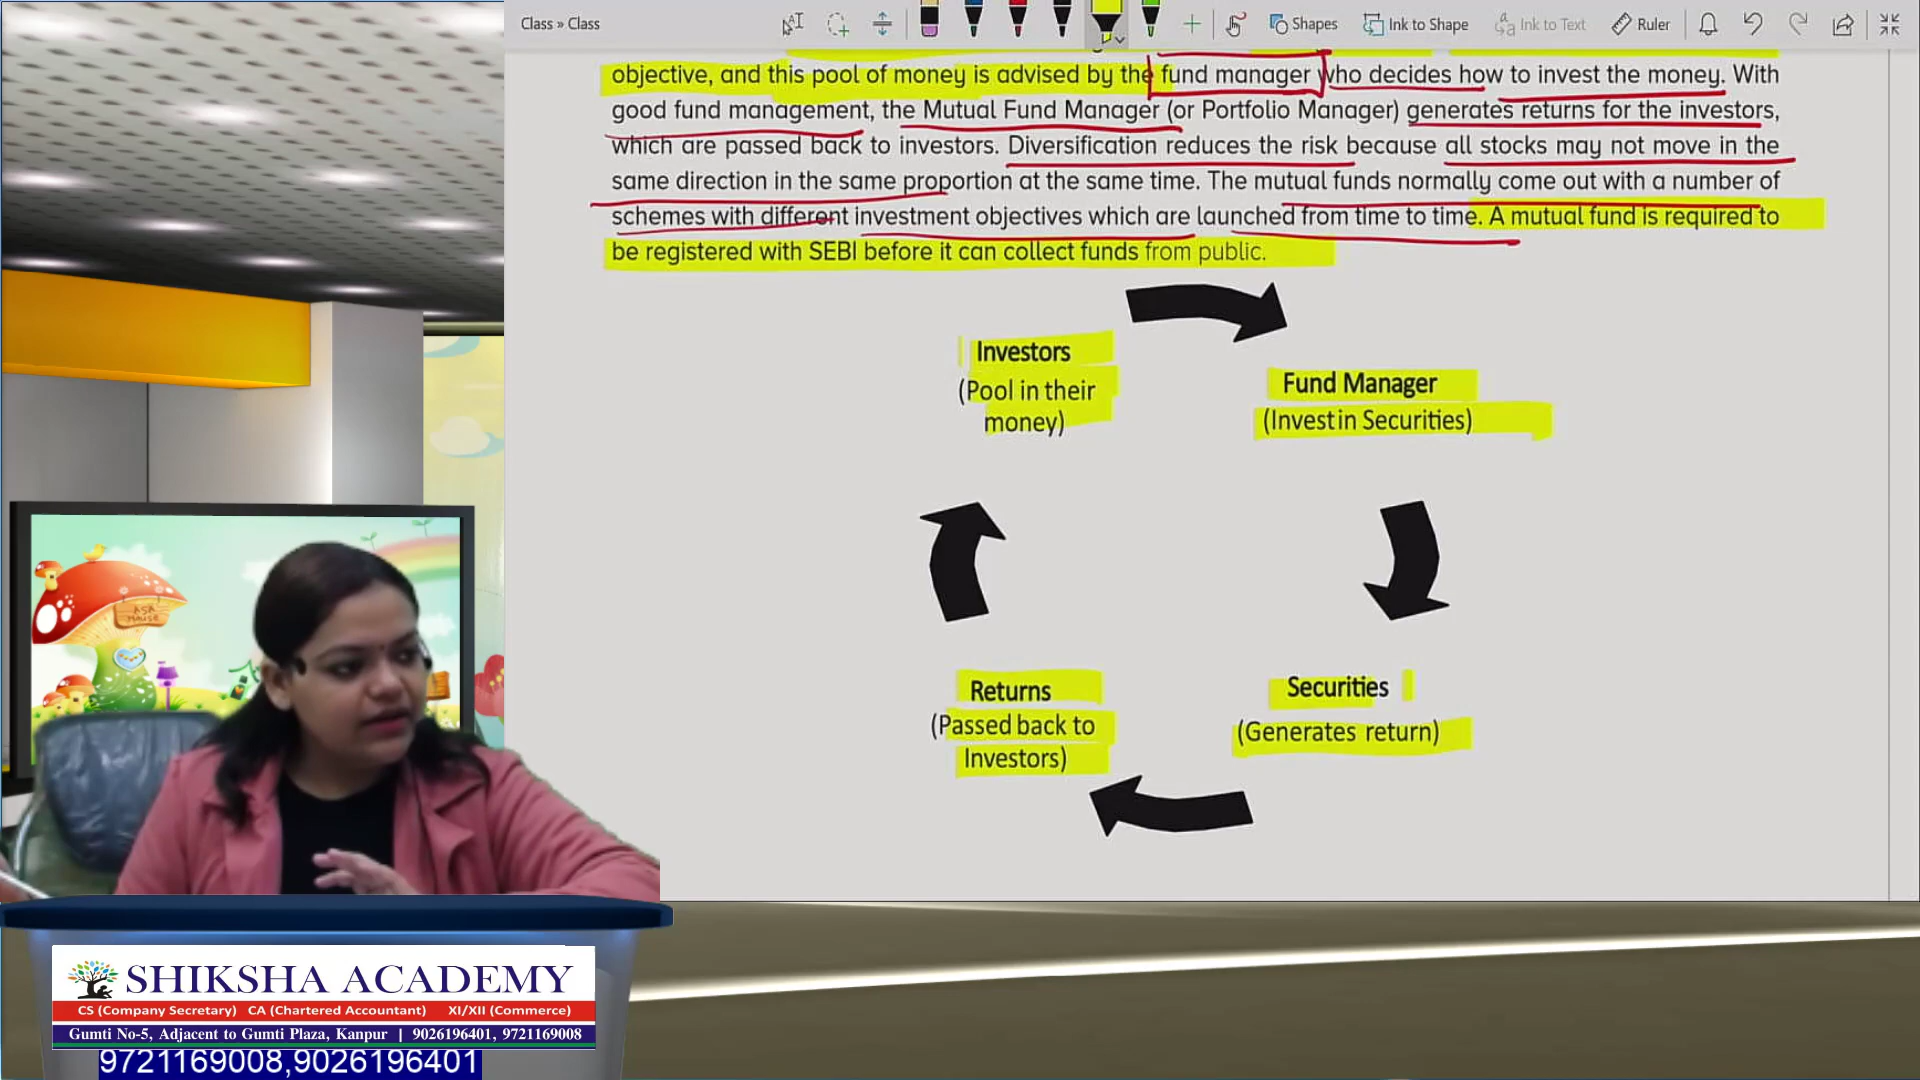 Class » Class
Shapes
Ink to Shape
Ink to Text
Ruler
objective, and this pool of money is advised by the fund manager who decides how to invest the money. With
good fund management, the Mutual Fund Manager (or Portfolio Manager) generates returns for the investors,
which are passed back to investors. Diversification reduces the risk because all stocks may not move in the
same direction in the same proportion at the same time. The mutual funds normally come out with a number of
schemes with different investment objectives which are launched from time to time. A mutual fund is required to
be registered with SEBI before it can collect funds from public.
Investors
(Pool in their
money)
Fund Manager
(Invest in Securities)
Returns
(Passed back to
Investors)
Securities
(Generates return)
ASA
HOUSE
SHIKSHA ACADEMY
CS (Company Secretary) CA (Chartered Accountant) XI/XII (Commerce)
Gumti No-5, Adjacent to Gumti Plaza, Kanpur | 9026196401, 9721169008
9721169008,9026196401